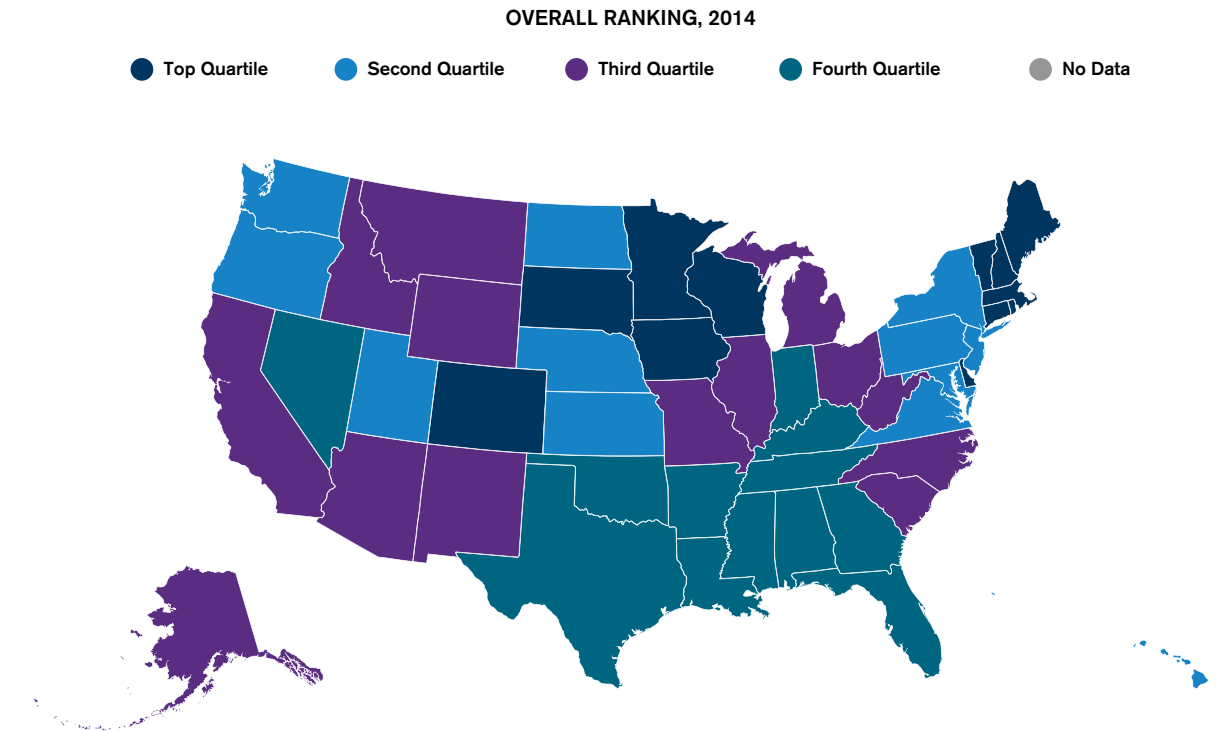 OVERALL RANKING, 2014
Top Quartile Second Quartile Third Quartile Fourth Quartile No Data